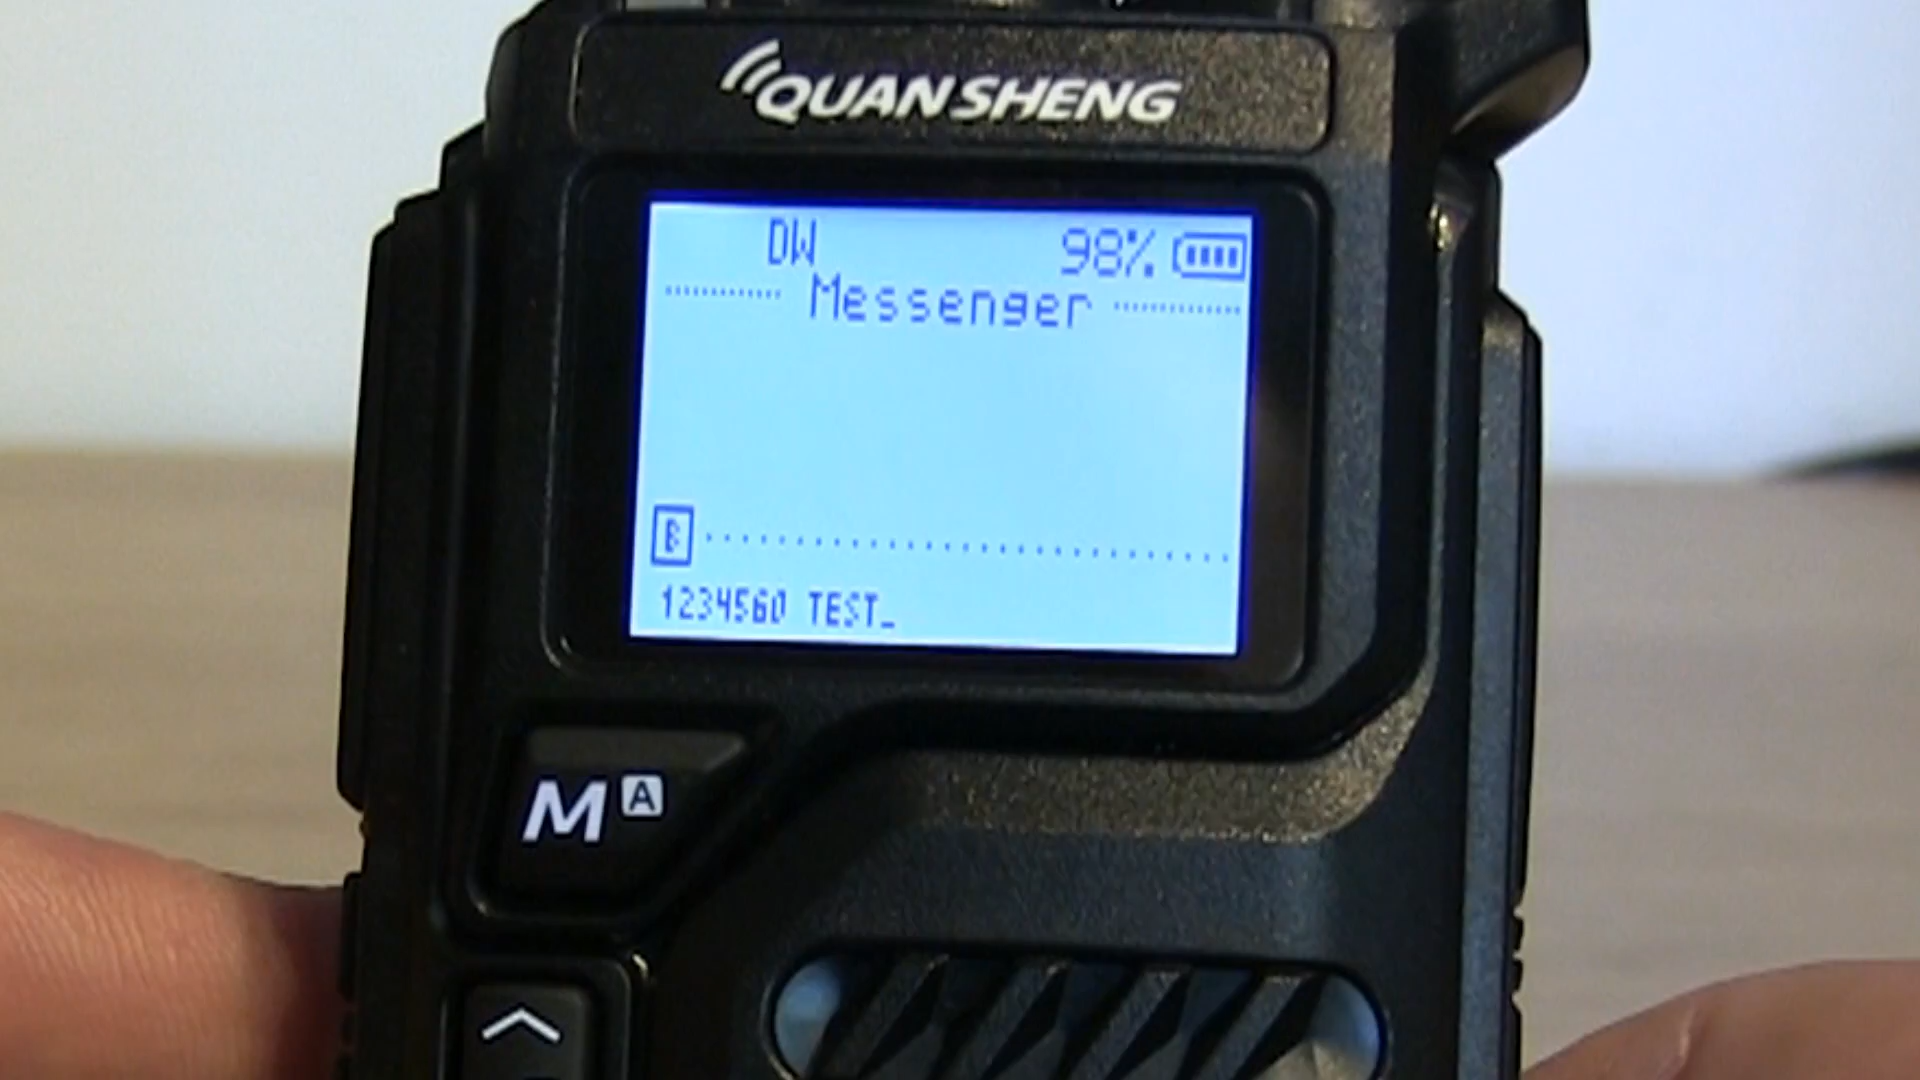 QUANSHENG
DW 98%
Messenger
B
1234560 TEST_
M A